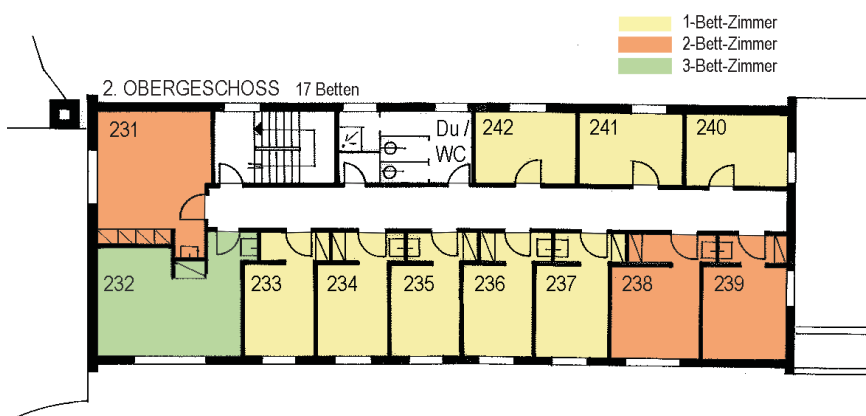 1-Bett-Zimmer
2-Bett-Zimmer
3-Bett-Zimmer
2. OBERGESCHOSS 17 Betten
231
Du /
WC
242
241
240
232
233
234
235
236
237
238
239